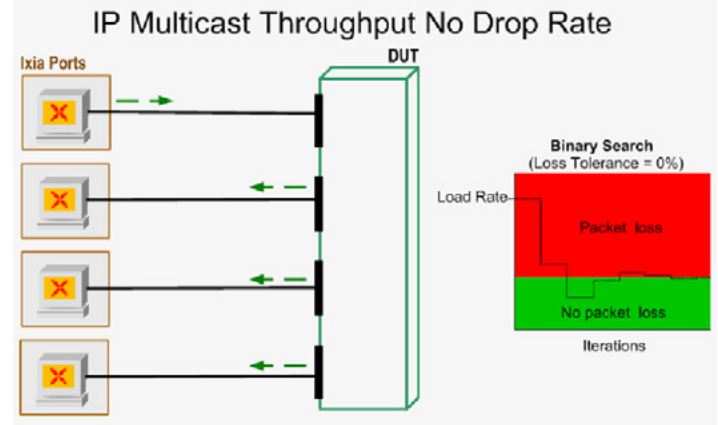 IP Multicast Throughput No Drop Rate
Ixia Ports
DUT
Binary Search
(Loss Tolerance = 0%)
Load Rate
Packet loss
No packet loss
Iterations